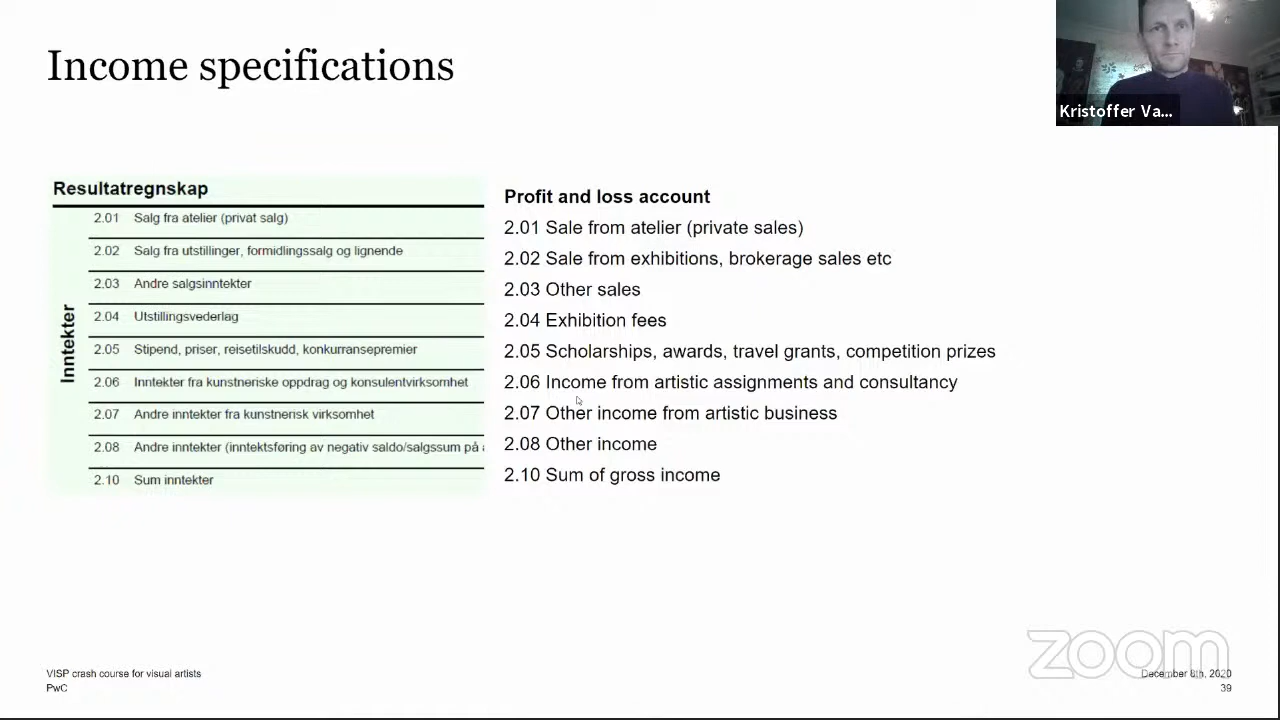 Income specifications
Kristoffer Va...
Resultatregnskap
Inntekter
2.01 Salg fra atelier (privat salg)
2.02 Salg fra utstillinger, formidlingssalg og lignende
2.03 Andre salgsinntekter
2.04 Utstillingsvederlag
2.05 Stipend, priser, reisetilskudd, konkurransepremier
2.06 Inntekter fra kunstneriske oppdrag og konsulentvirksomhet
2.07 Andre inntekter fra kunstnerisk virksomhet
2.08 Andre inntekter (inntektsføring av negativ saldo/salgssum på
2.10 Sum inntekter
Profit and loss account
2.01 Sale from atelier (private sales)
2.02 Sale from exhibitions, brokerage sales etc
2.03 Other sales
2.04 Exhibition fees
2.05 Scholarships, awards, travel grants, competition prizes
2.06 Income from artistic assignments and consultancy
2.07 Other income from artistic business
2.08 Other income
2.10 Sum of gross income
VISP crash course for visual artists
PwC
zoom
December 8th, 2020
39